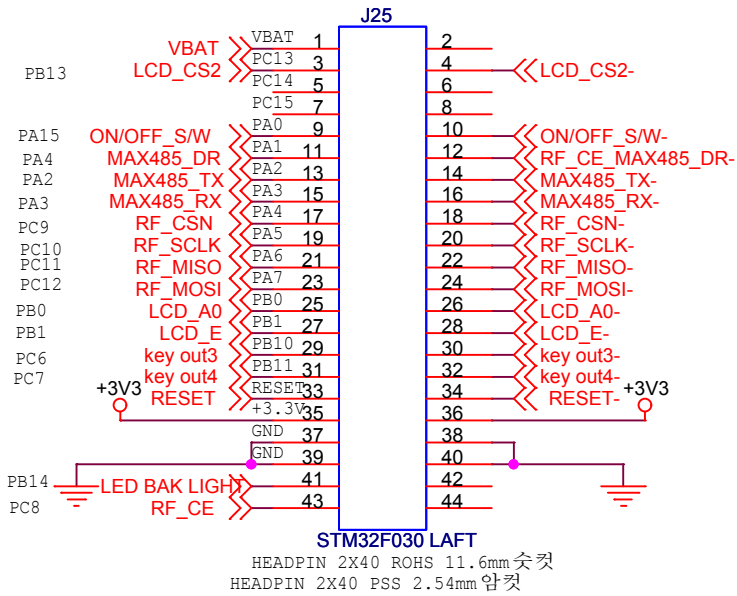 J25
VBAT VBAT 1 2
PB13 LCD_CS2 PC13 3 4 LCD_CS2-
PC14 5 6
PC15 7 8
PA15 ON/OFF_S/W PA0 9 10 ON/OFF_S/W-
PA4 MAX485_DR PA1 11 12 RF_CE_MAX485_DR-
PA2 MAX485_TX PA2 13 14 MAX485_TX-
PA3 MAX485_RX PA3 15 16 MAX485_RX-
PC9 RF_CSN PA4 17 18 RF_CSN-
PC10 RF_SCLK PA5 19 20 RF_SCLK-
PC11 RF_MISO PA6 21 22 RF_MISO-
PC12 RF_MOSI PA7 23 24 RF_MOSI-
PB0 LCD_A0 PB0 25 26 LCD_A0-
PB1 LCD_E PB1 27 28 LCD_E-
PC6 key out3 PB10 29 30 key out3-
PC7 key out4 PB11 31 32 key out4-
+3V3 RESET RESET 33 34 RESET- +3V3
+3.3V 35 36
GND 37 38
GND 39 40
PB14 LED BAK LIGHT 41 42
PC8 RF_CE 43 44
STM32F030 LAFT
HEADPIN 2X40 ROHS 11.6mm 숫컷
HEADPIN 2X40 PSS 2.54mm 암컷